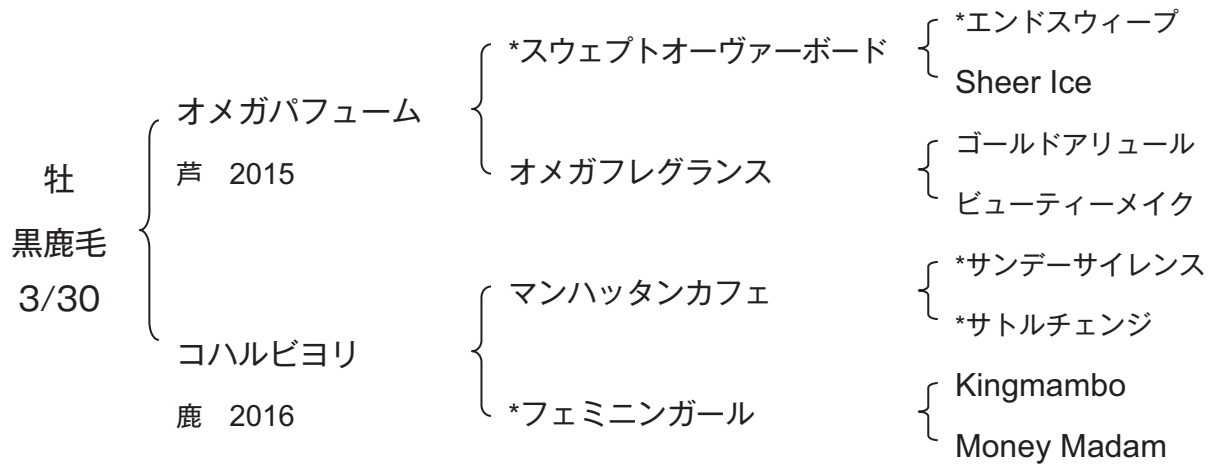 牡
黒鹿毛
3/30
オメガパフューム
芦 2015
コハルビヨリ
鹿 2016
*スウェプトオーヴァーボード
オメガフレグランス
マンハッタンカフェ
*フェミニンガール
*エンドスウィープ
Sheer Ice
ゴールドアリュール
ビューティーメイク
*サンデーサイレンス
*サトルチェンジ
Kingmambo
Money Madam